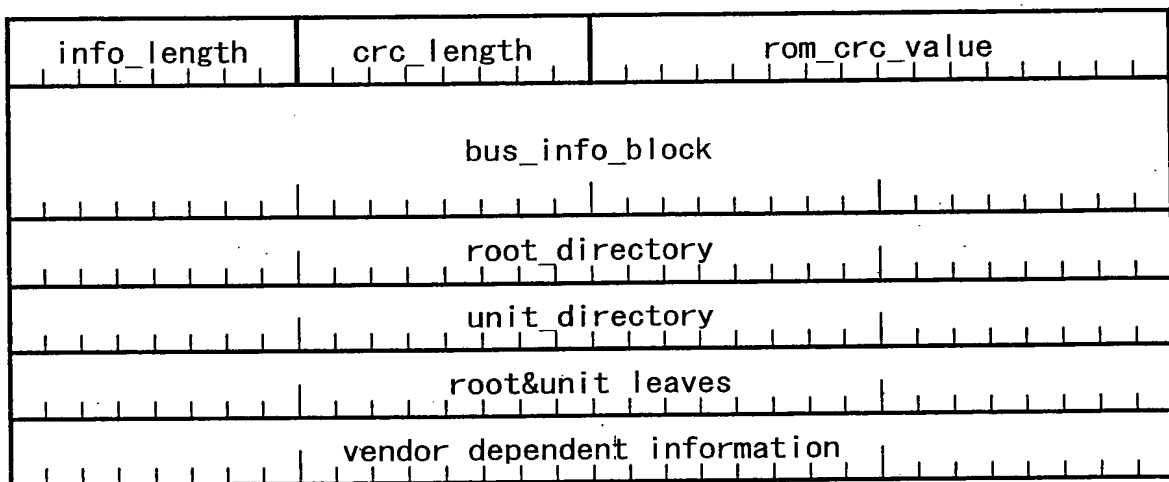 info_length crc_length rom_crc_value
bus_info_block
root_directory
unit_directory
root&unit leaves
vendor dependent information